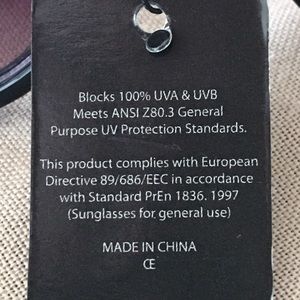 Blocks 100% UVA & UVB
Meets ANSI Z80.3 General
Purpose UV Protection Standards.
This product complies with European
Directive 89/686/EEC in accordance
with Standard PrEn 1836. 1997
(Sunglasses for general use)
MADE IN CHINA
CE